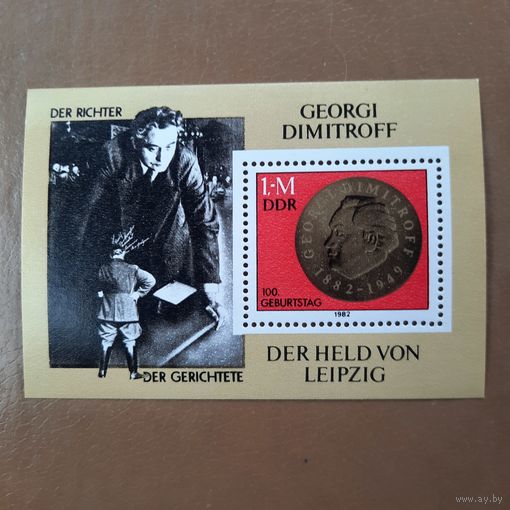 DER RICHTER
GEORGI
DIMITROFF
1,-M
DDR
GEORGI DIMITROFF
1882-1949
100.
GEBURTSTAG
1982
DER GERICHTETE
DER HELD VON
LEIPZIG
ay.by